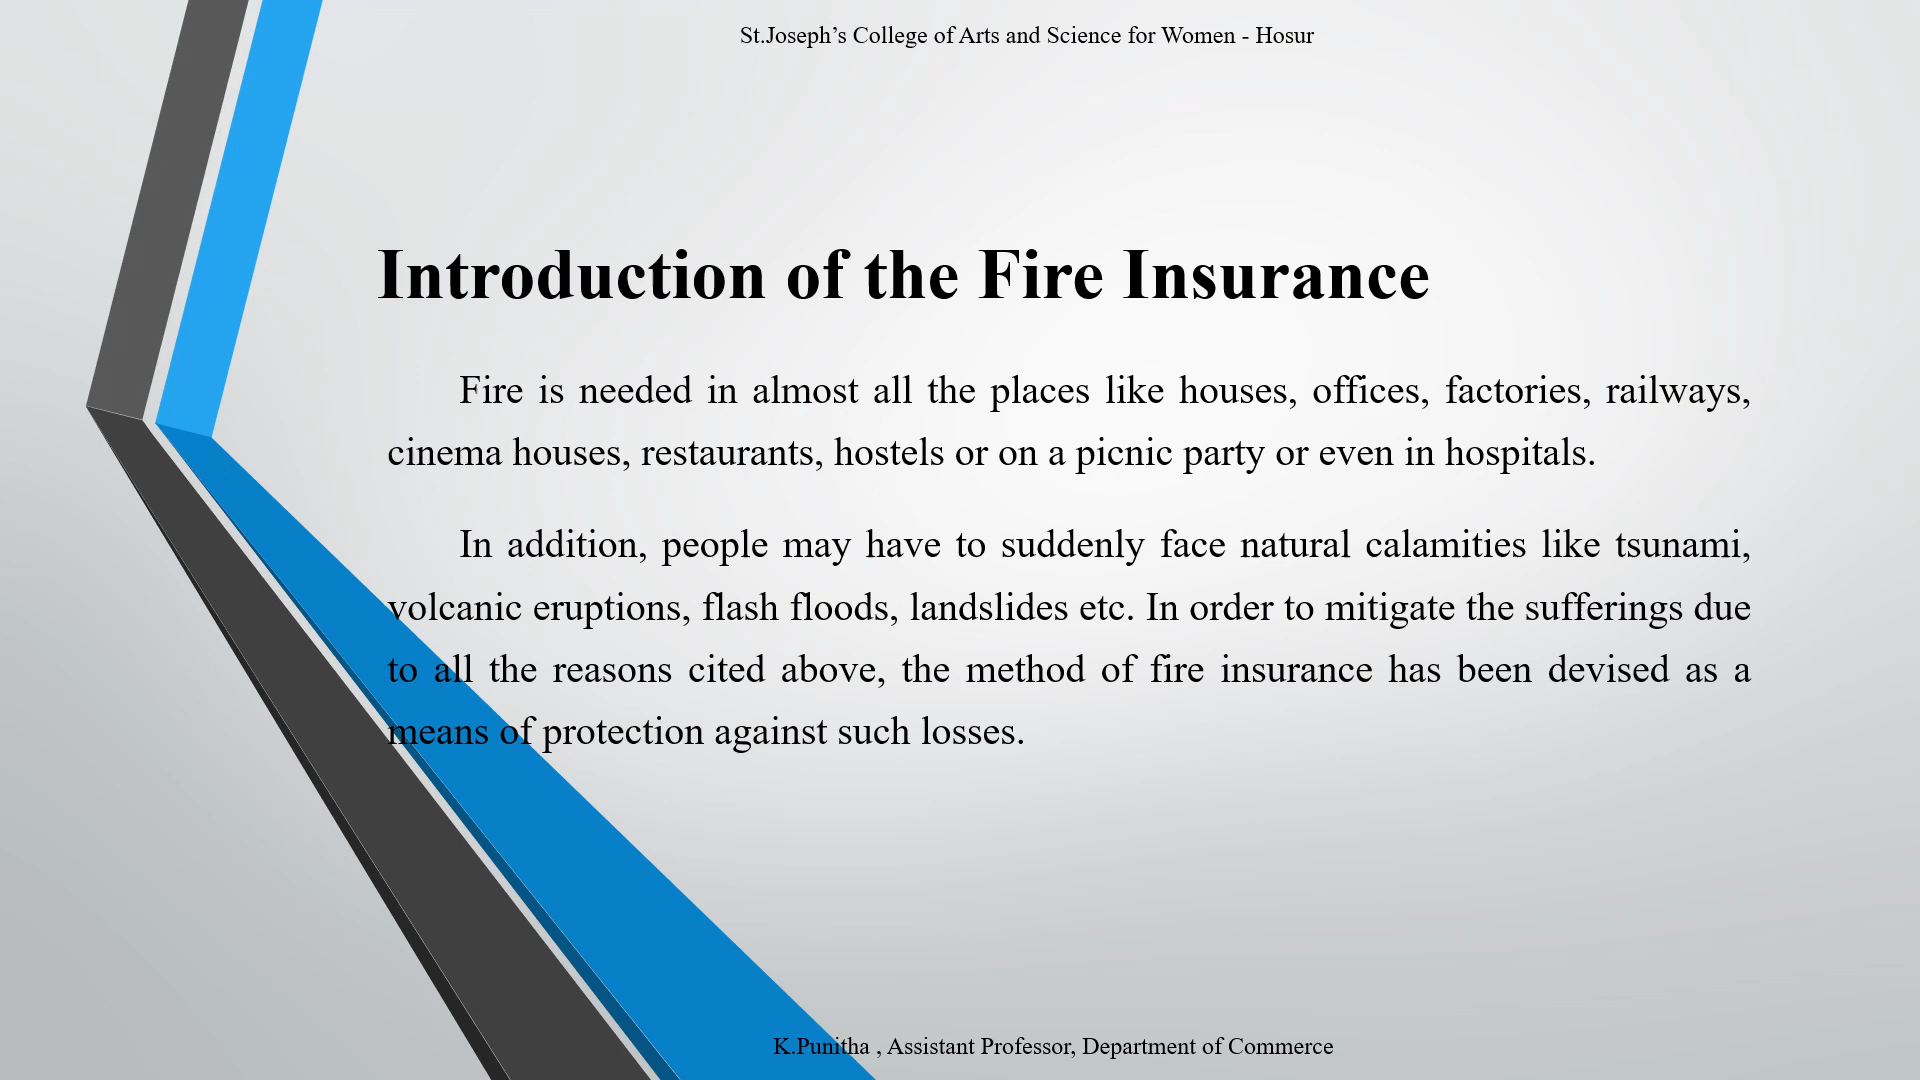 St.Joseph’s College of Arts and Science for Women - Hosur
Introduction of the Fire Insurance
Fire is needed in almost all the places like houses, offices, factories, railways,
cinema houses, restaurants, hostels or on a picnic party or even in hospitals.
In addition, people may have to suddenly face natural calamities like tsunami,
volcanic eruptions, flash floods, landslides etc. In order to mitigate the sufferings due
to all the reasons cited above, the method of fire insurance has been devised as a
means of protection against such losses.
K.Punitha , Assistant Professor, Department of Commerce